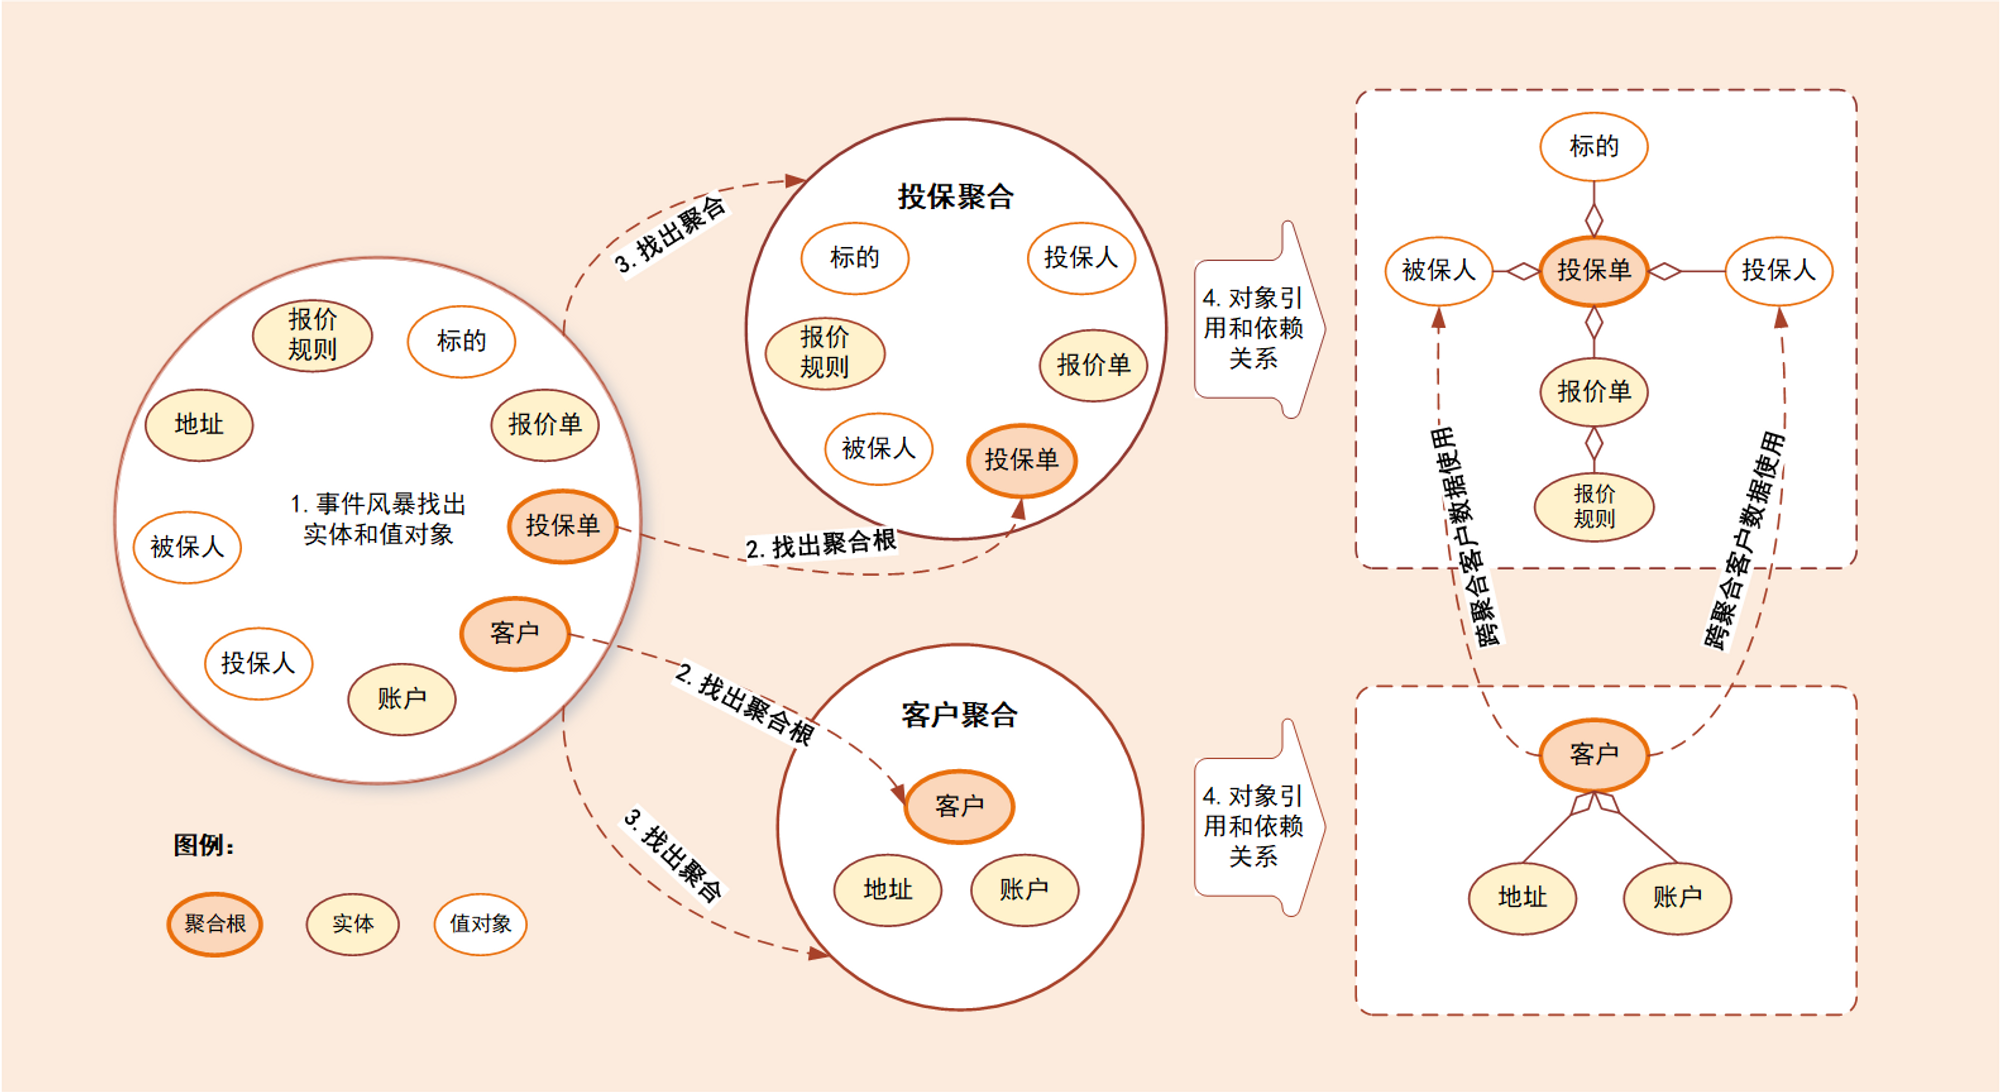 报价
规则
标的
地址
报价单
1. 事件风暴找出
实体和值对象
投保单
被保人
客户
投保人
账户
图例：
聚合根
实体
值对象
3. 找出聚合
2. 找出聚合根
2. 找出聚合根
3. 找出聚合
投保聚合
标的
投保人
报价
规则
报价单
被保人
投保单
客户聚合
客户
地址
账户
4. 对象引
用和依赖
关系
4. 对象引
用和依赖
关系
标的
被保人
投保单
投保人
报价单
报价
规则
跨聚合客户数据使用
跨聚合客户数据使用
客户
地址
账户